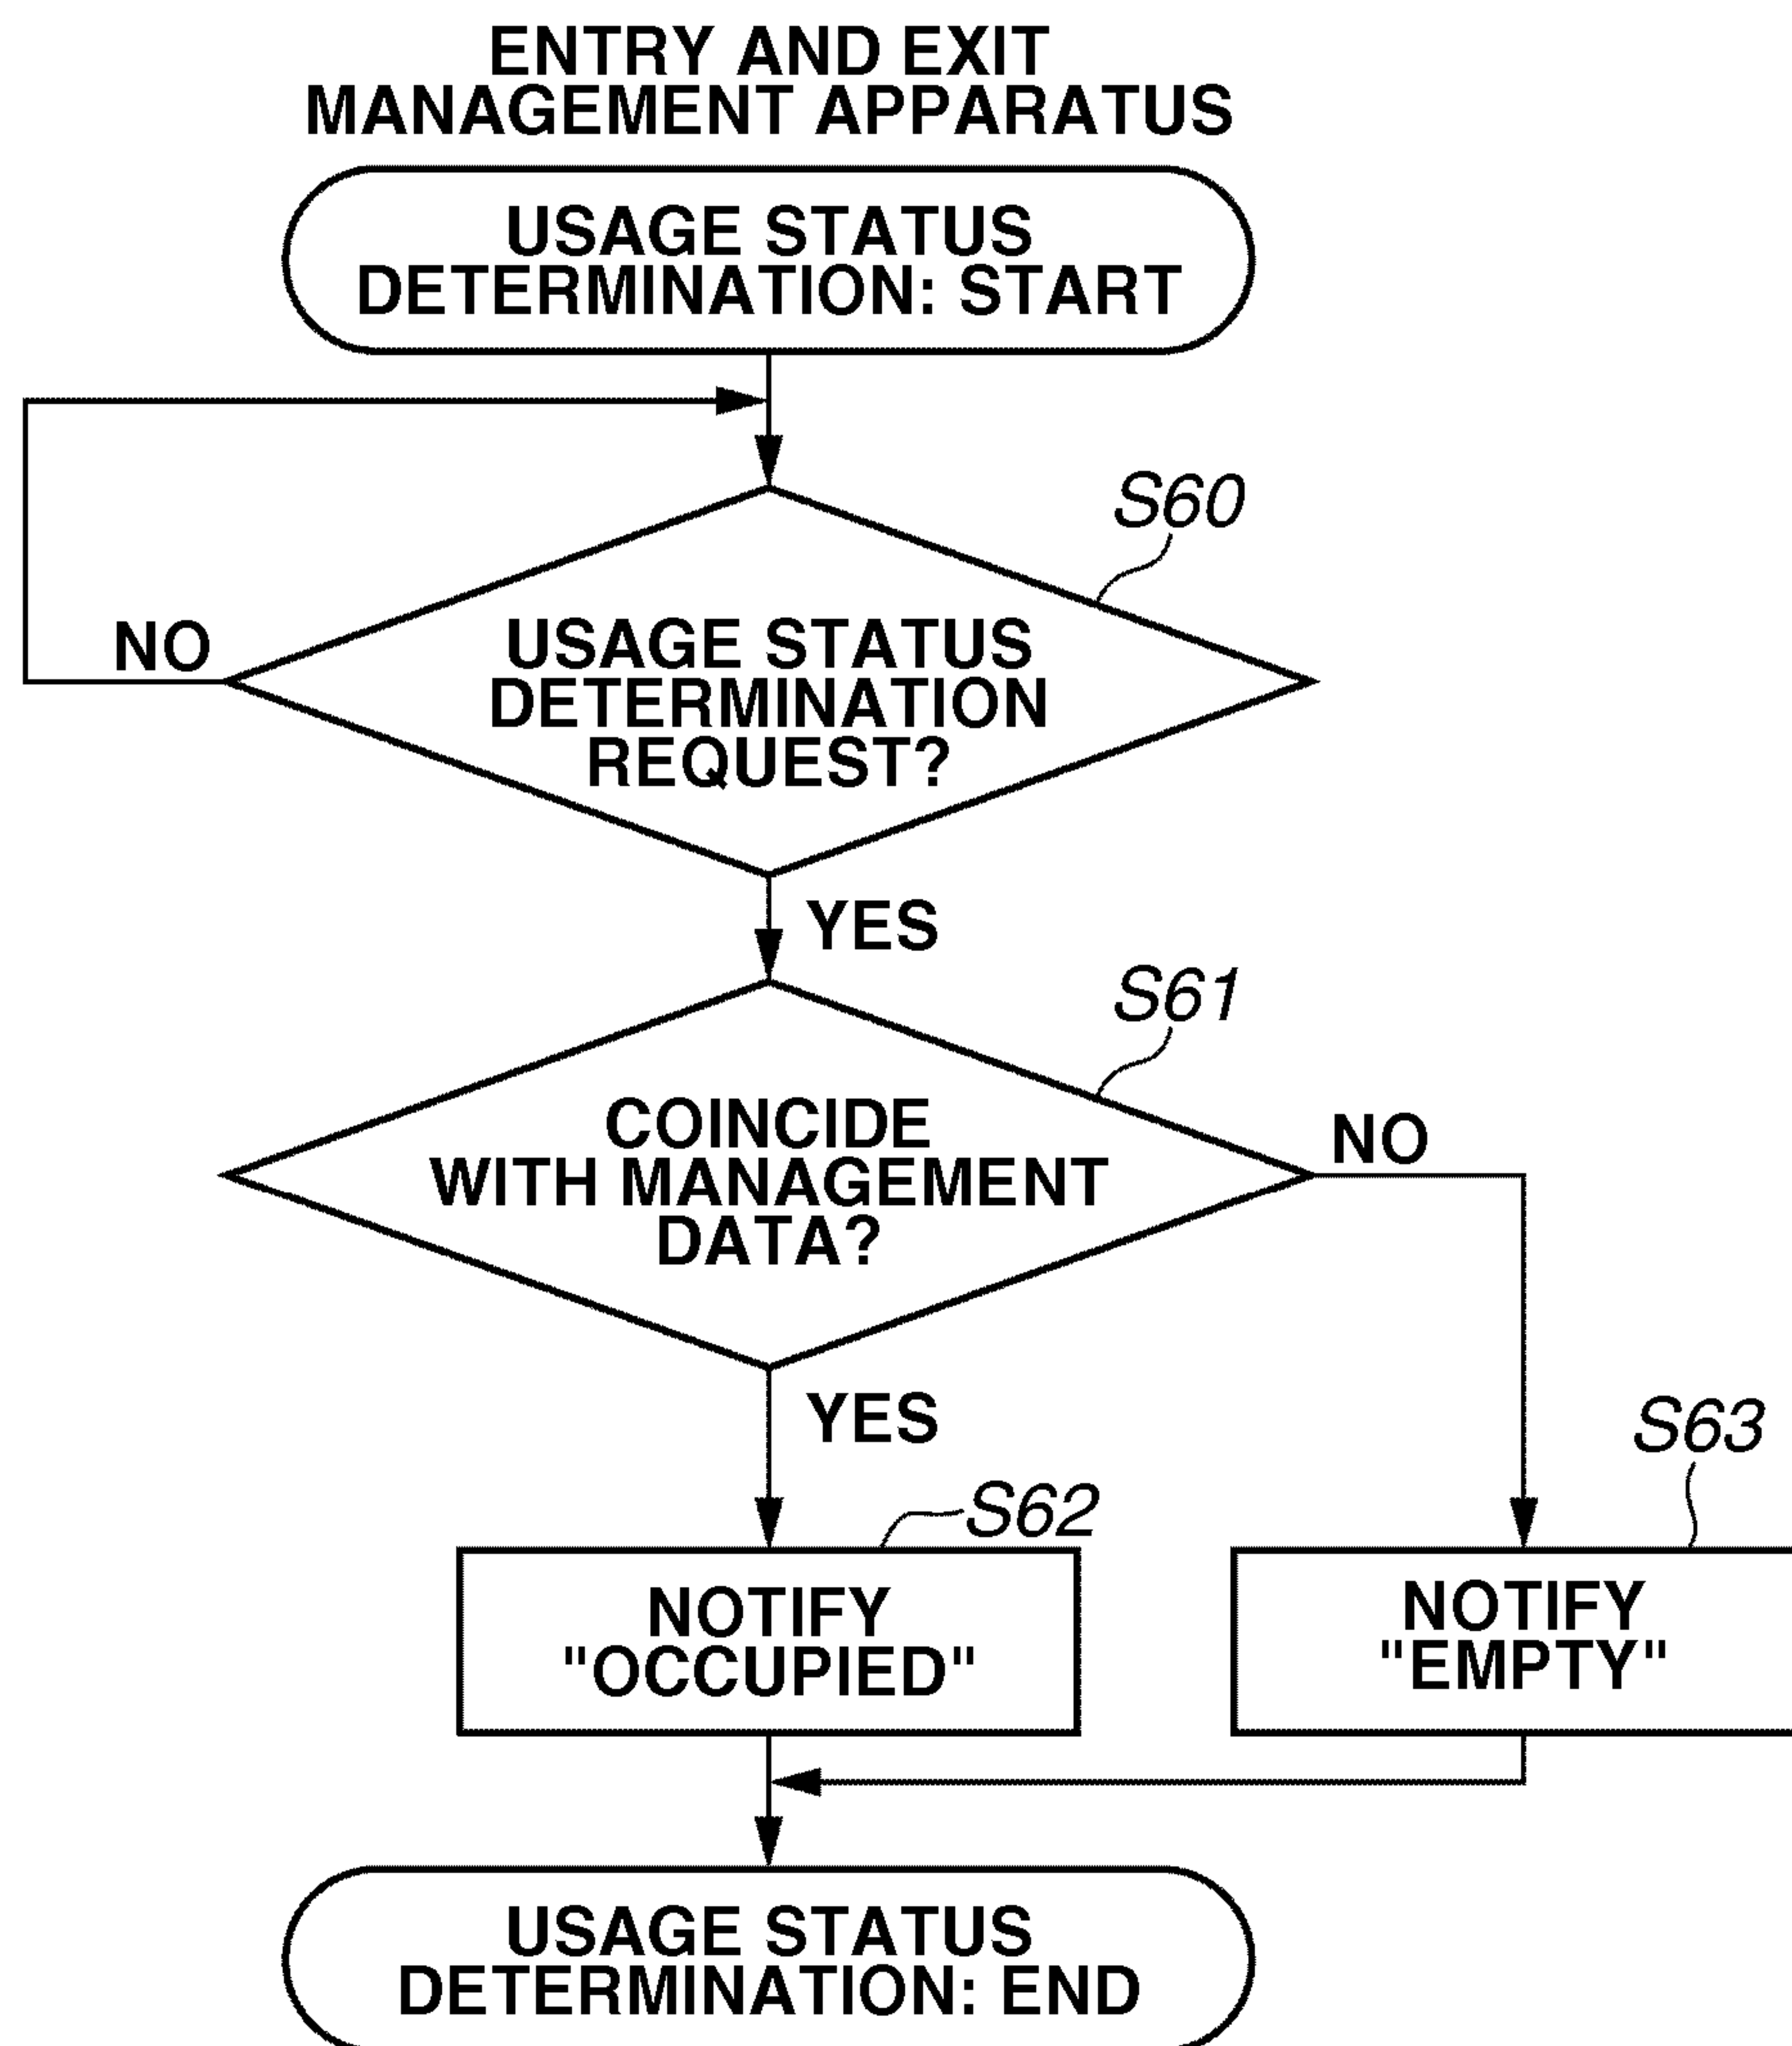 ENTRY AND EXIT
MANAGEMENT APPARATUS
USAGE STATUS
DETERMINATION: START
S60
NO
USAGE STATUS
DETERMINATION
REQUEST?
YES
S61
COINCIDE
WITH MANAGEMENT
DATA?
NO
YES
S62
S63
NOTIFY
"OCCUPIED"
NOTIFY
"EMPTY"
USAGE STATUS
DETERMINATION: END